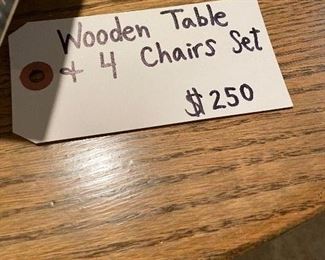 Wooden Table
& 4 Chairs Set
$250